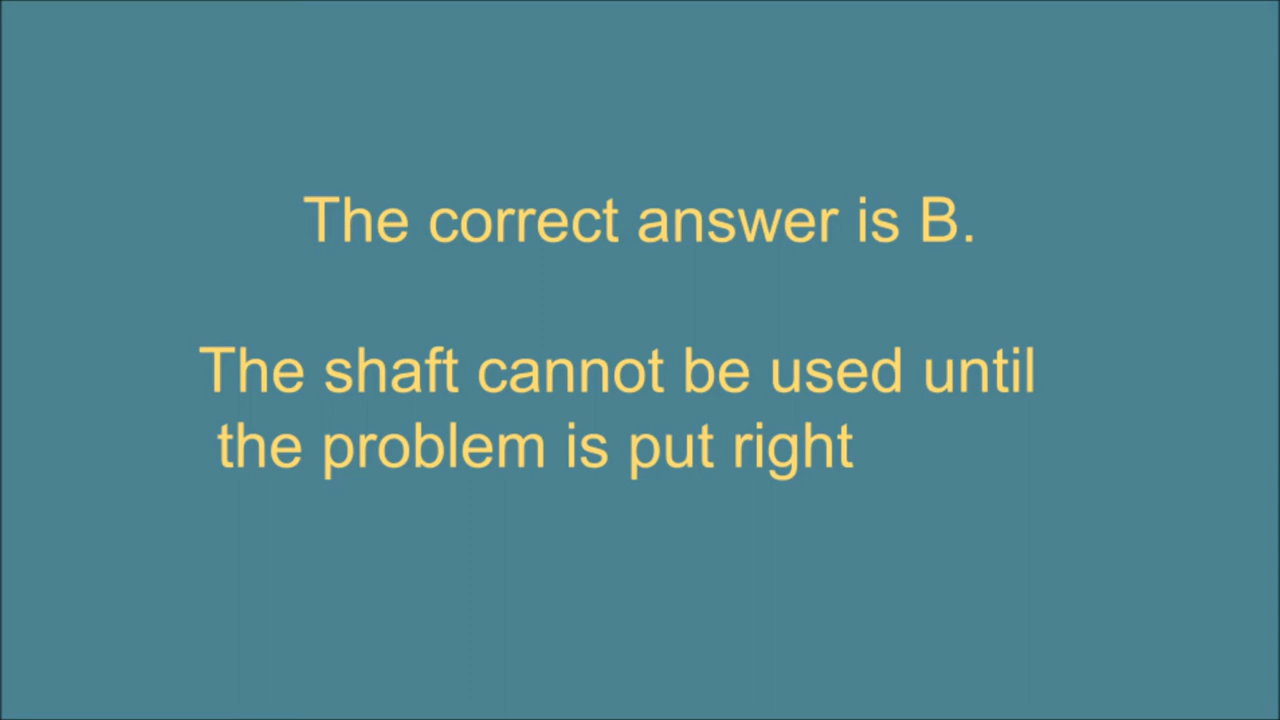 The correct answer is B.
The shaft cannot be used until
the problem is put right